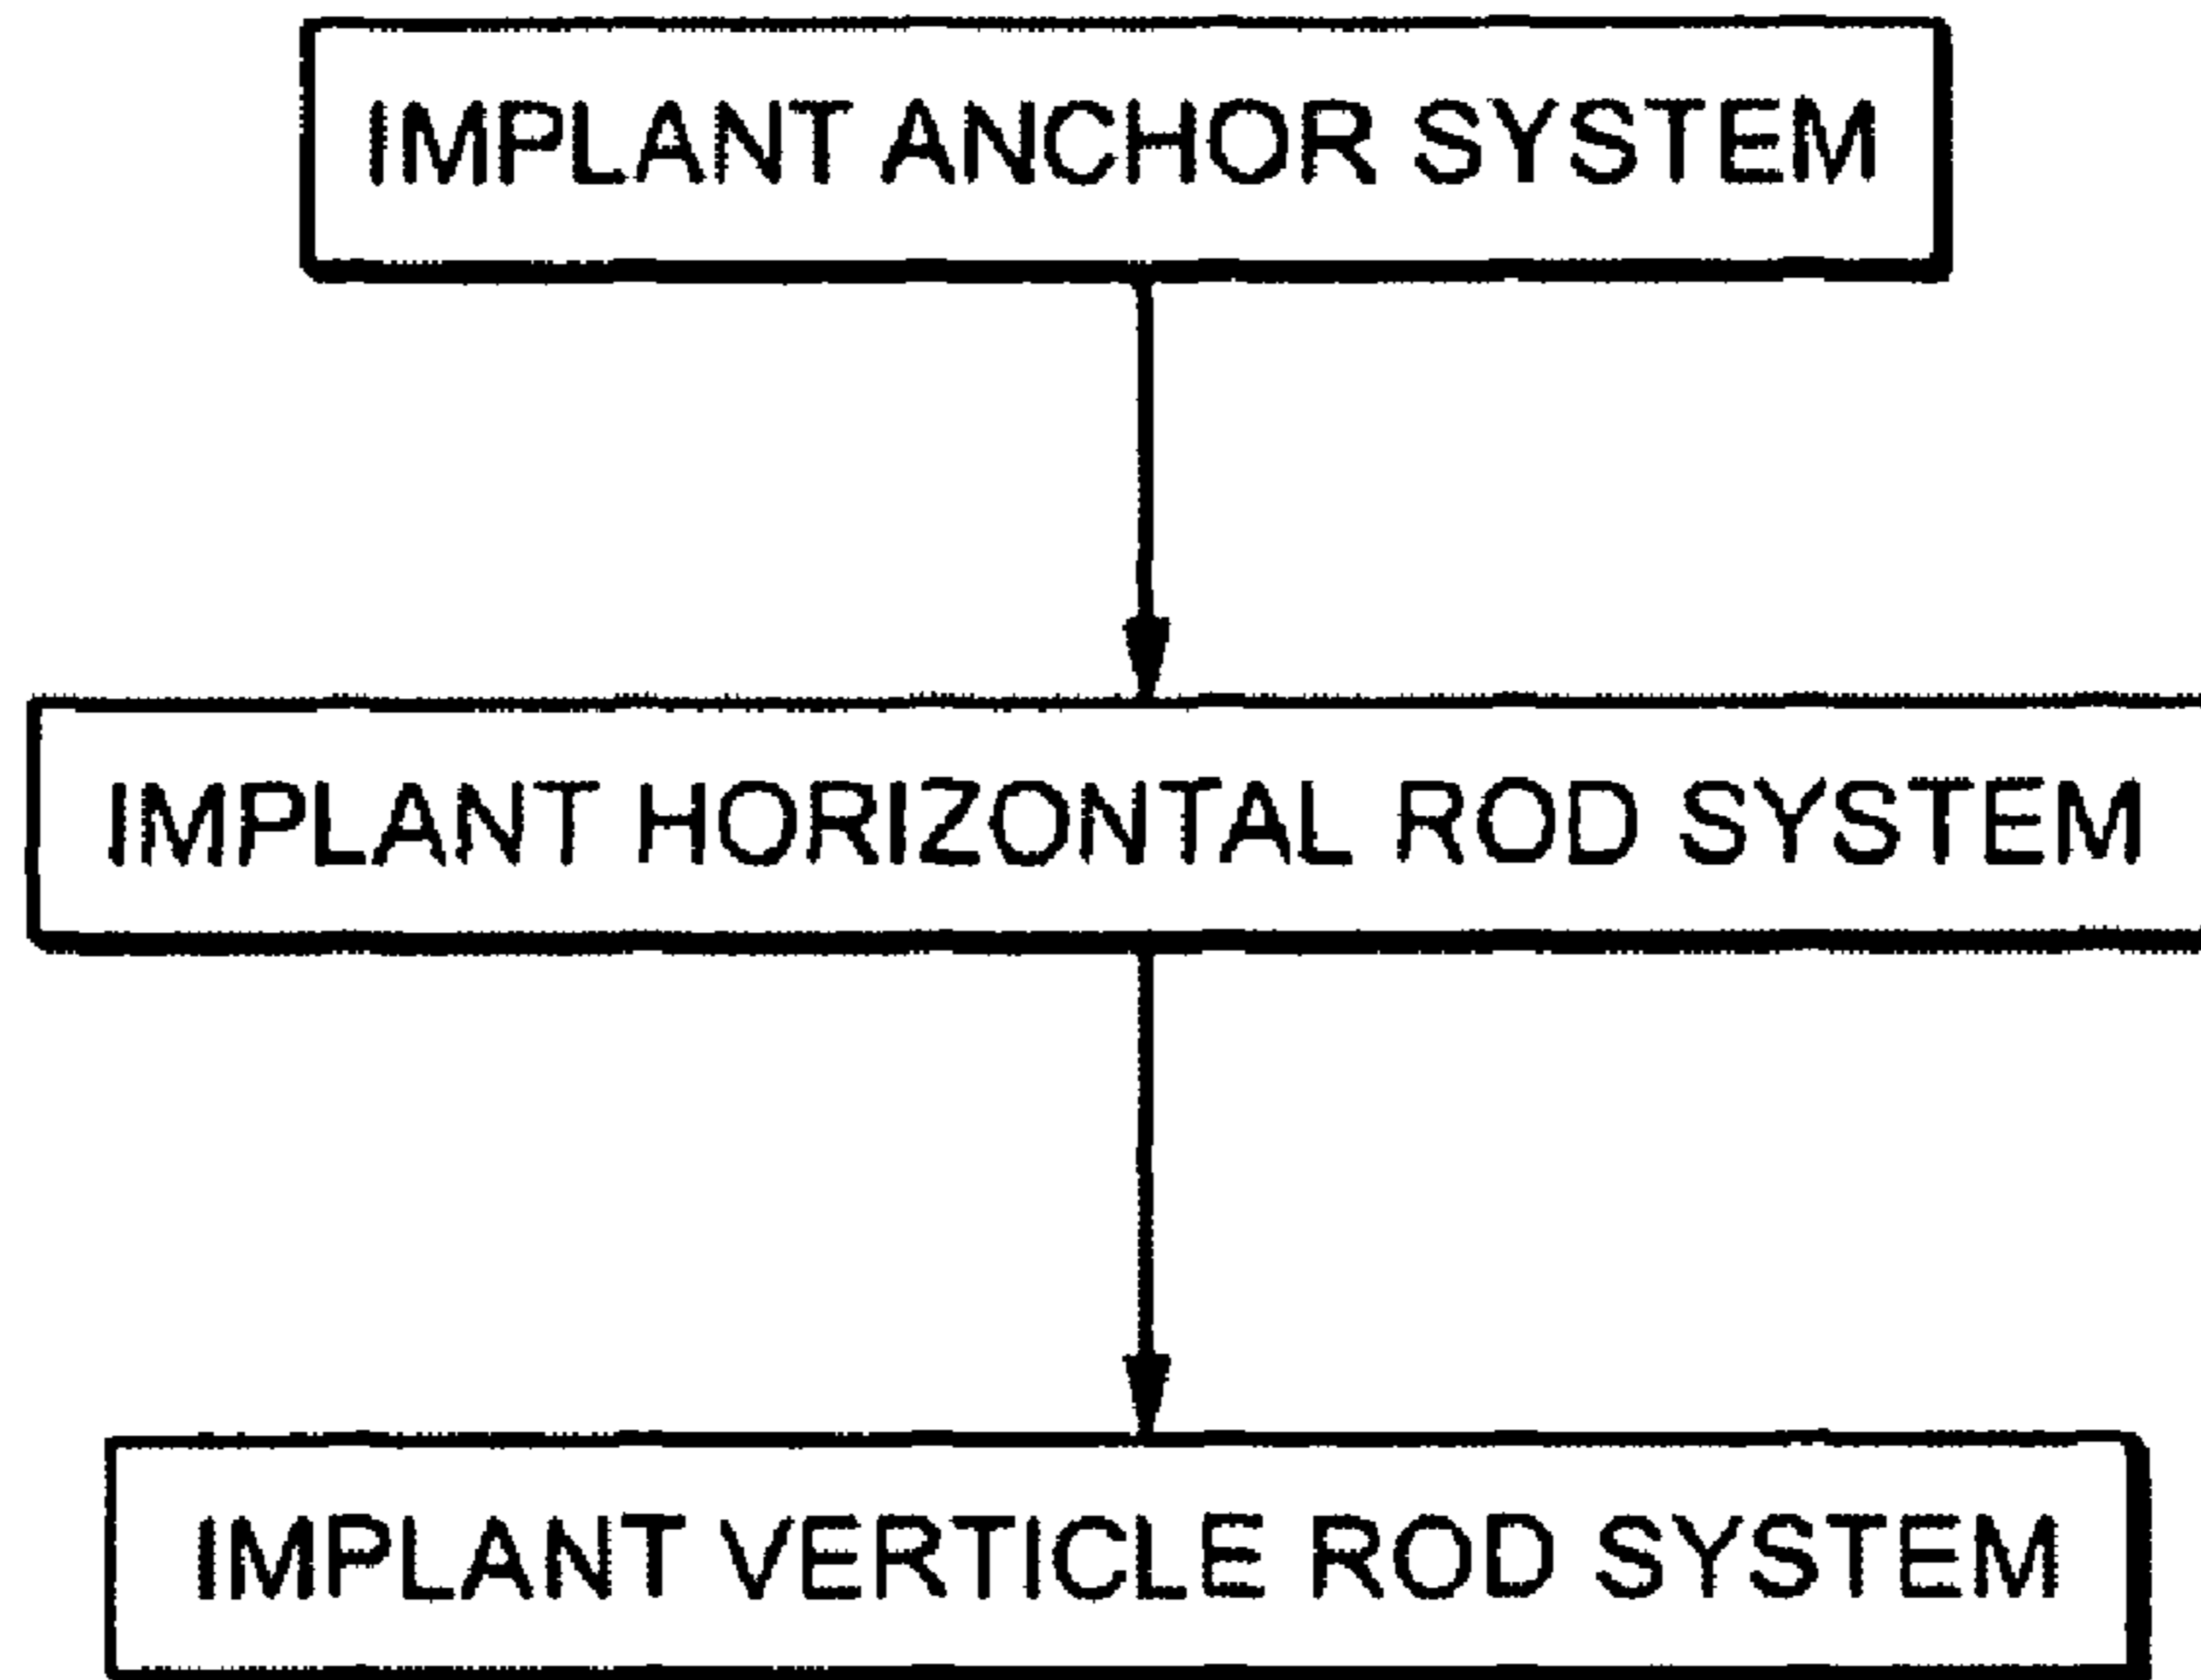 IMPLANT ANCHOR SYSTEM
IMPLANT HORIZONTAL ROD SYSTEM
IMPLANT VERTICLE ROD SYSTEM